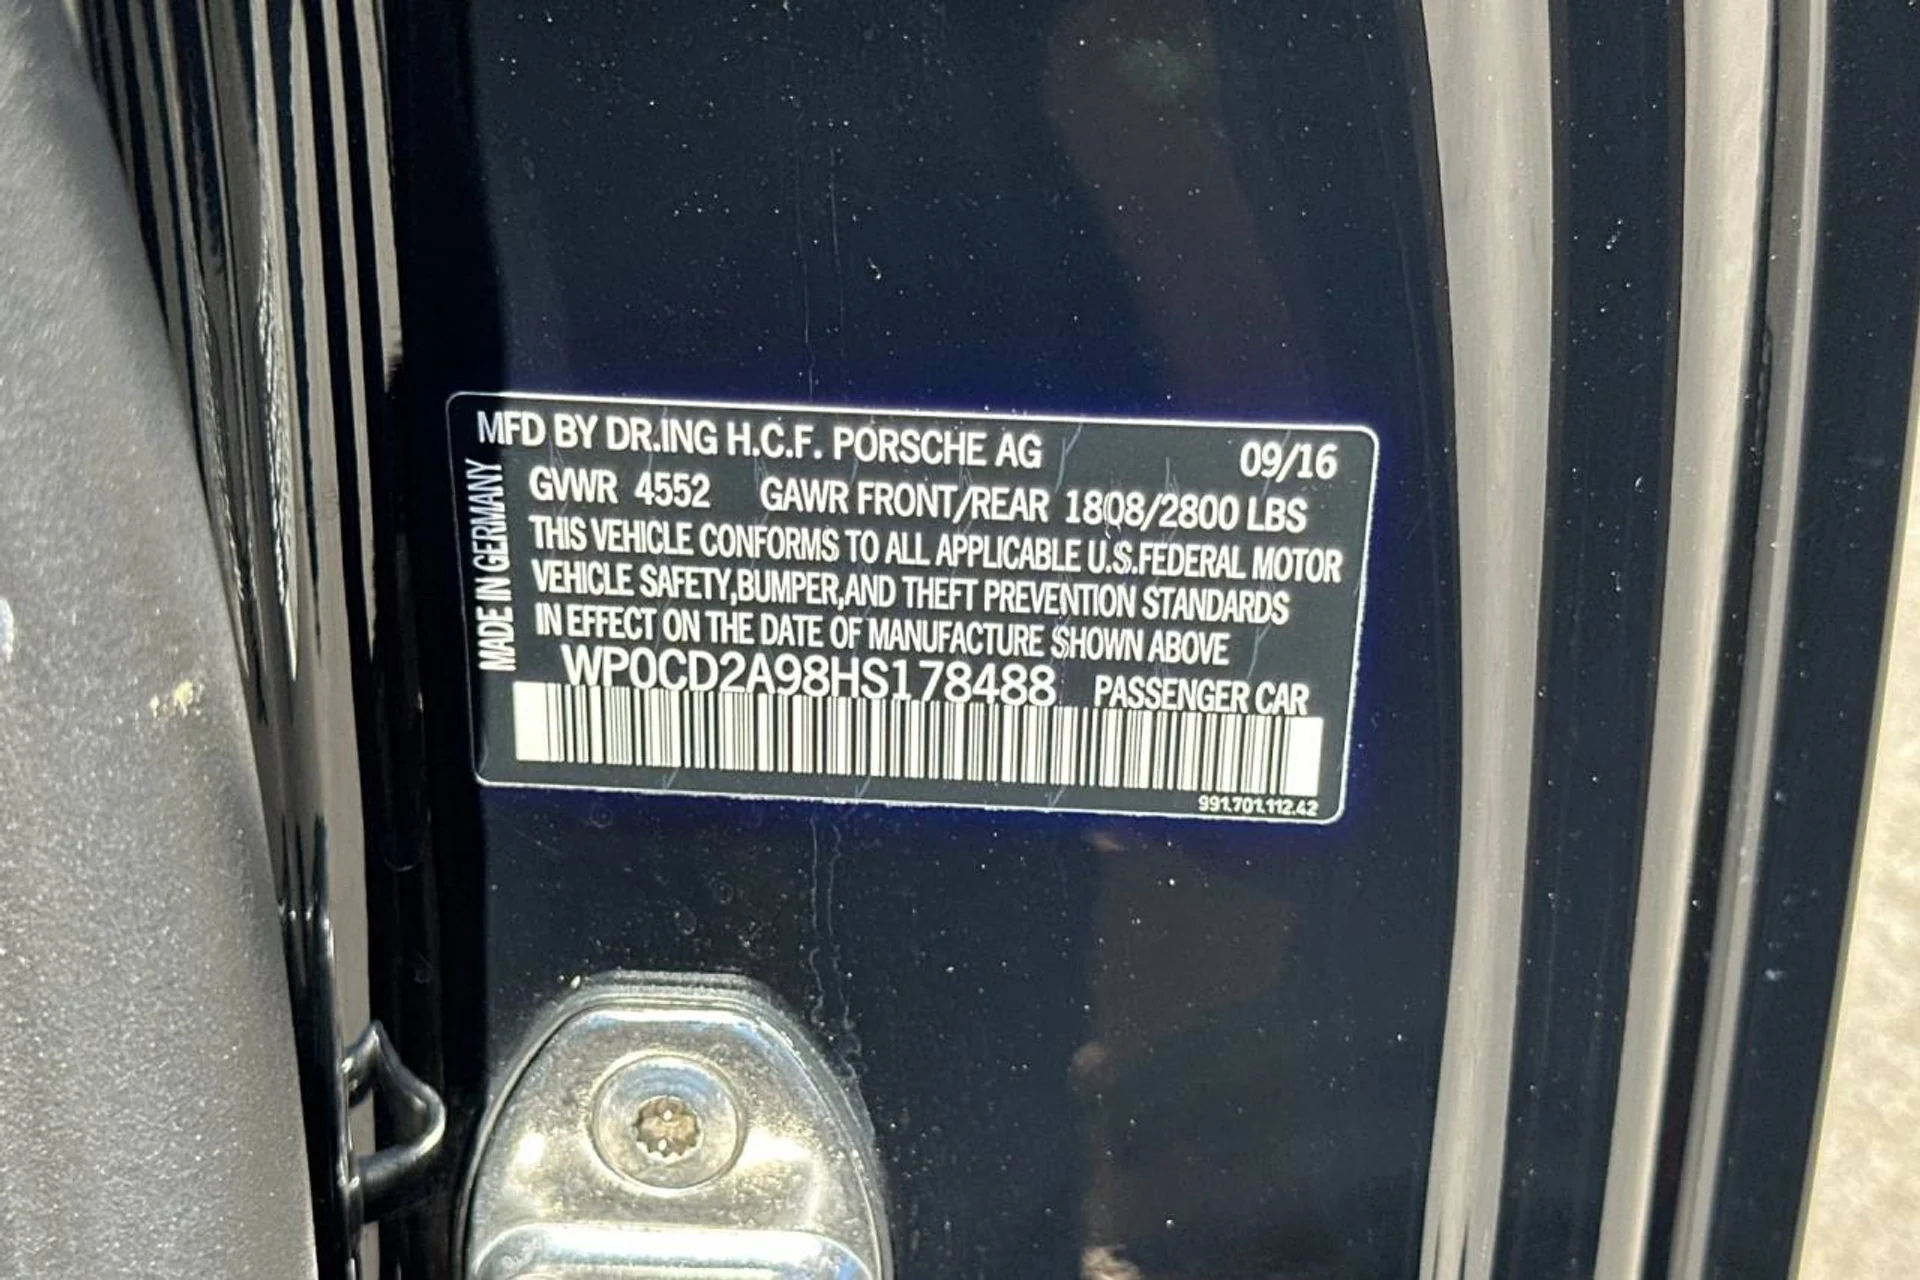 MFD BY DR.ING H.C.F. PORSCHE AG 09/16
MADE IN GERMANY
GVWR 4552 GAWR FRONT/REAR 1808/2800 LBS
THIS VEHICLE CONFORMS TO ALL APPLICABLE U.S.FEDERAL MOTOR
VEHICLE SAFETY,BUMPER,AND THEFT PREVENTION STANDARDS
IN EFFECT ON THE DATE OF MANUFACTURE SHOWN ABOVE
WP0CD2A98HS178488 PASSENGER CAR
991.701.112.42